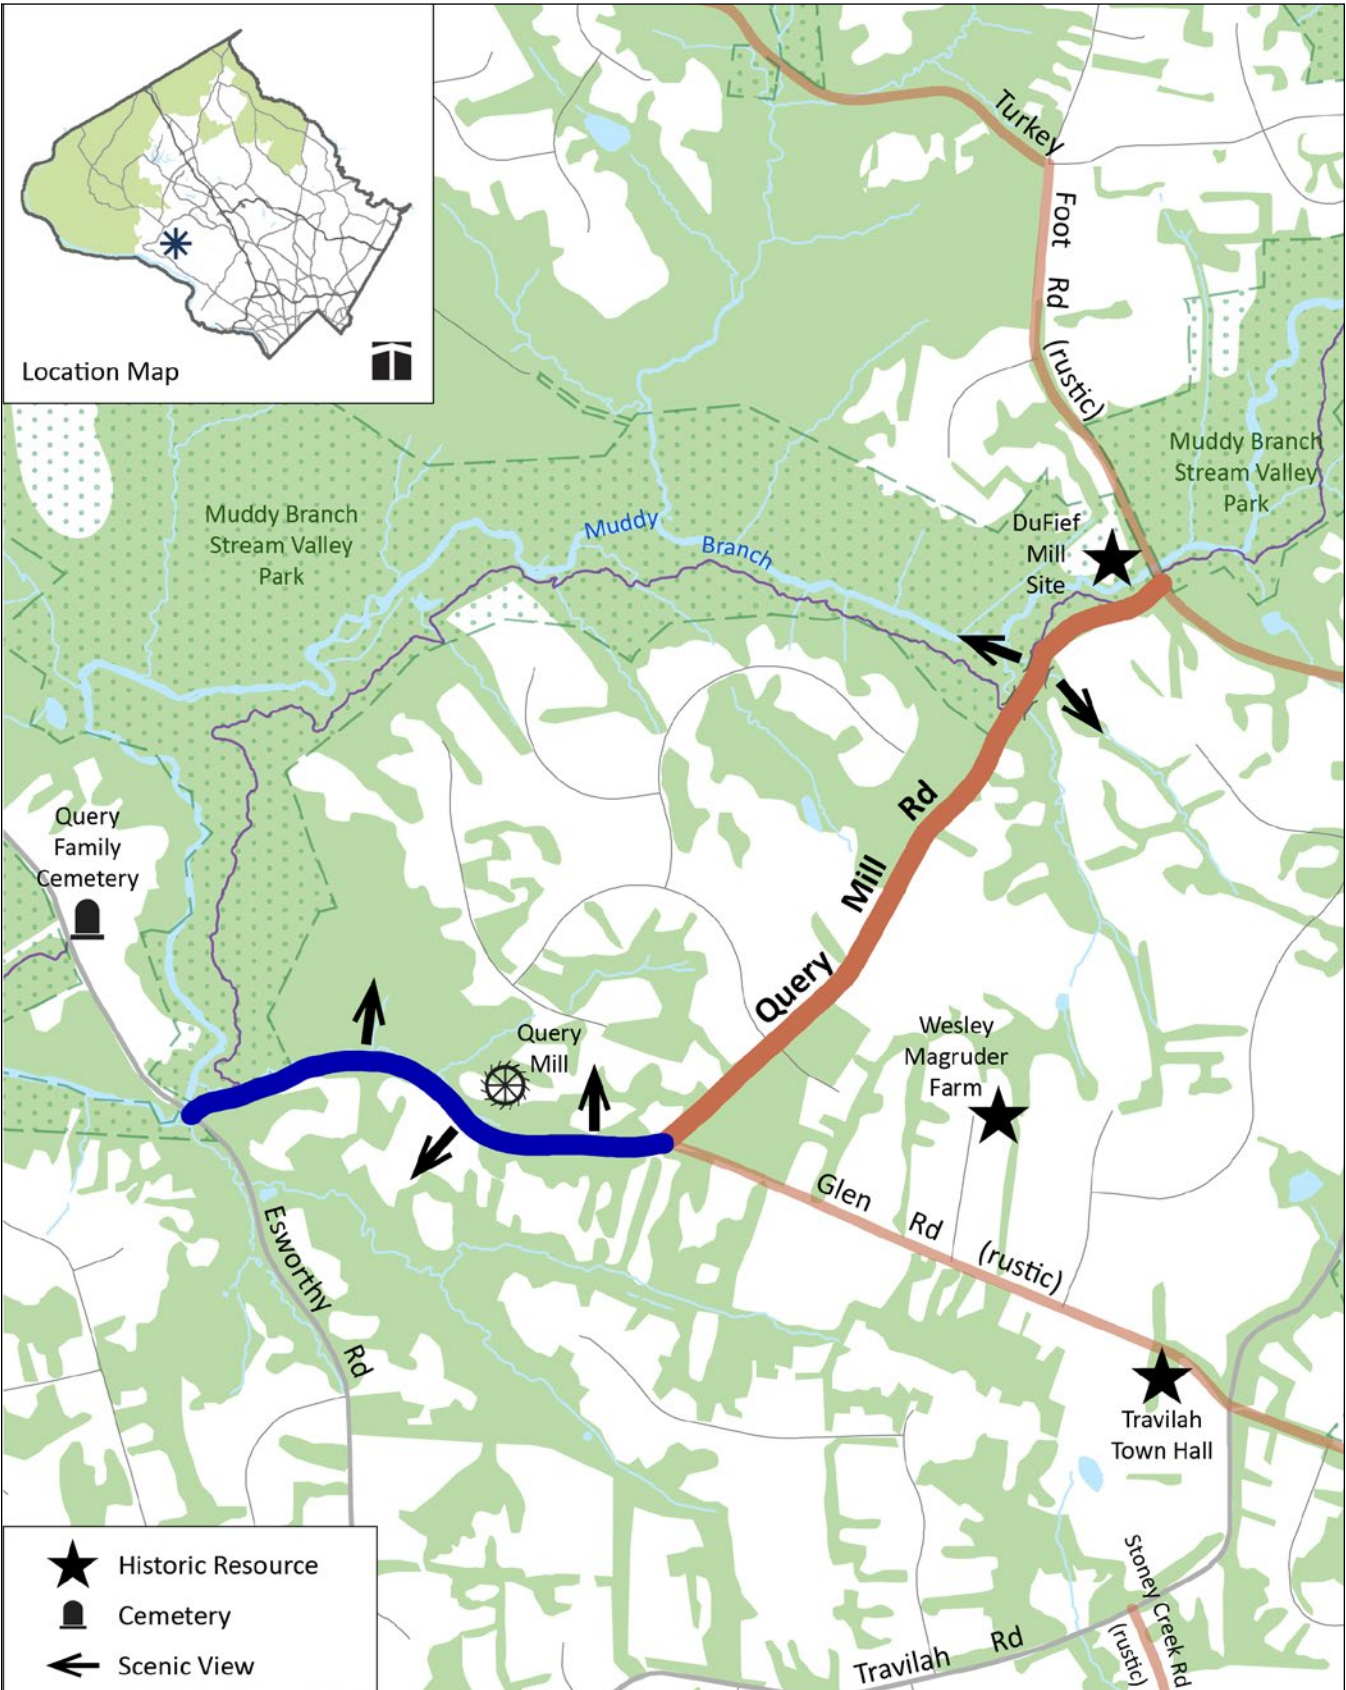 Location Map
Turkey
Foot
Rd
(rustic)
Muddy Branch
Stream Valley
Park
Muddy Branch
Stream Valley
Park
Muddy
Branch
DuFief
Mill
Site
Query
Family
Cemetery
Query Mill Rd
Query
Mill
Wesley
Magruder
Farm
Glen Rd (rustic)
Esworthy
Rd
Travilah
Town Hall
Stoney Creek Rd
(rustic)
Travilah Rd
Historic Resource
Cemetery
Scenic View